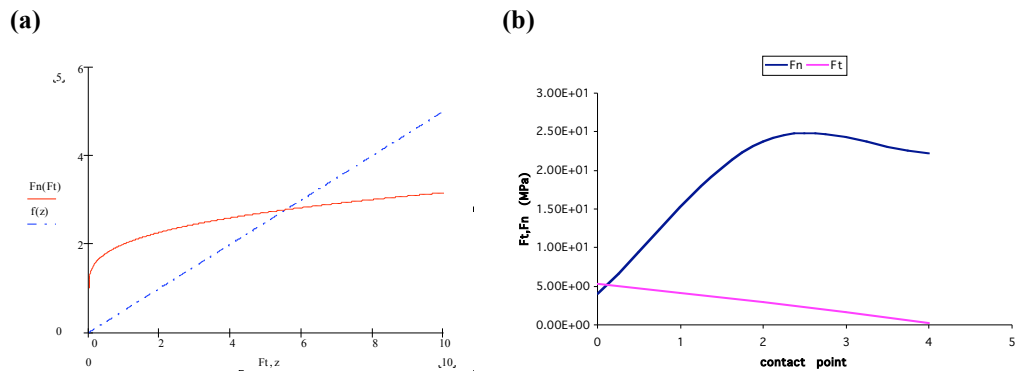 (a)
(b)
5
6
4
2
0
Fn(Ft)
f(z)
0 2 4 6 8 10
0
Ft, z
10
Fn Ft
3.00E+01
2.50E+01
2.00E+01
1.50E+01
1.00E+01
5.00E+00
0.00E+00
Ft,Fn (MPa)
0 1 2 3 4 5
contact point